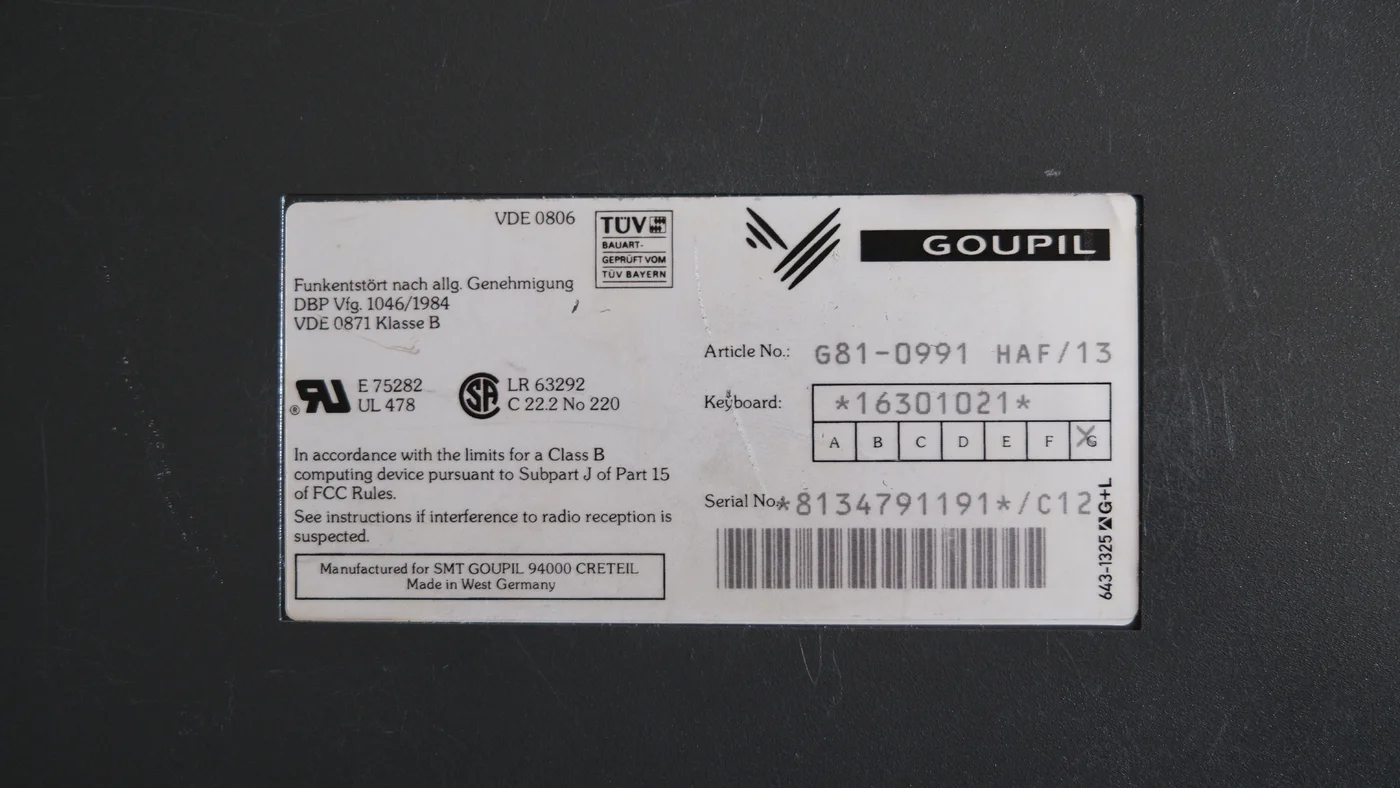 VDE 0806
TÜV
BAUART-
GEPRÜFT VOM
TÜV BAYERN
Funkentstört nach allg. Genehmigung
DBP Vfg. 1046/1984
VDE 0871 Klasse B
E 75282
UL 478
LR 63292
C 22.2 No 220
In accordance with the limits for a Class B
computing device pursuant to Subpart J of Part 15
of FCC Rules.
See instructions if interference to radio reception is
suspected.
Manufactured for SMT GOUPIL 94000 CRETEIL
Made in West Germany
GOUPIL
Article No.: G81-0991 HAF/13
Keyboard: *16301021*
A B C D E F G
Serial No. *8134791191*/C12
643-1325 G+L